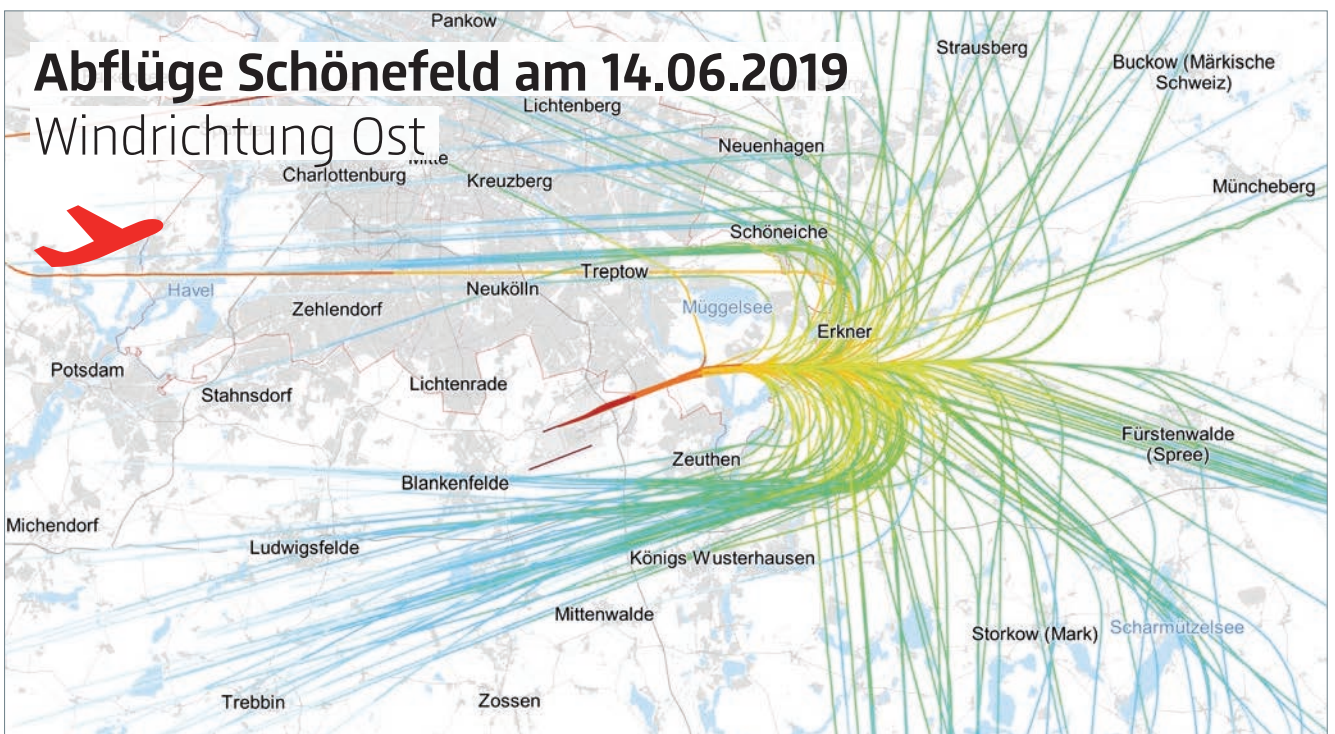 Pankow
Abflüge Schönefeld am 14.06.2019
Windrichtung Ost
Strausberg
Buckow (Märkische
Schweiz)
Lichtenberg
Mitte
Neuenhagen
Charlottenburg
Kreuzberg
Müncheberg
Schöneiche
Treptow
Havel
Neukölln
Zehlendorf
Müggelsee
Erkner
Potsdam
Lichtenrade
Stahnsdorf
Fürstenwalde
(Spree)
Zeuthen
Blankenfelde
Michendorf
Ludwigsfelde
Königs Wusterhausen
Mittenwalde
Storkow (Mark)
Scharmützelsee
Trebbin
Zossen